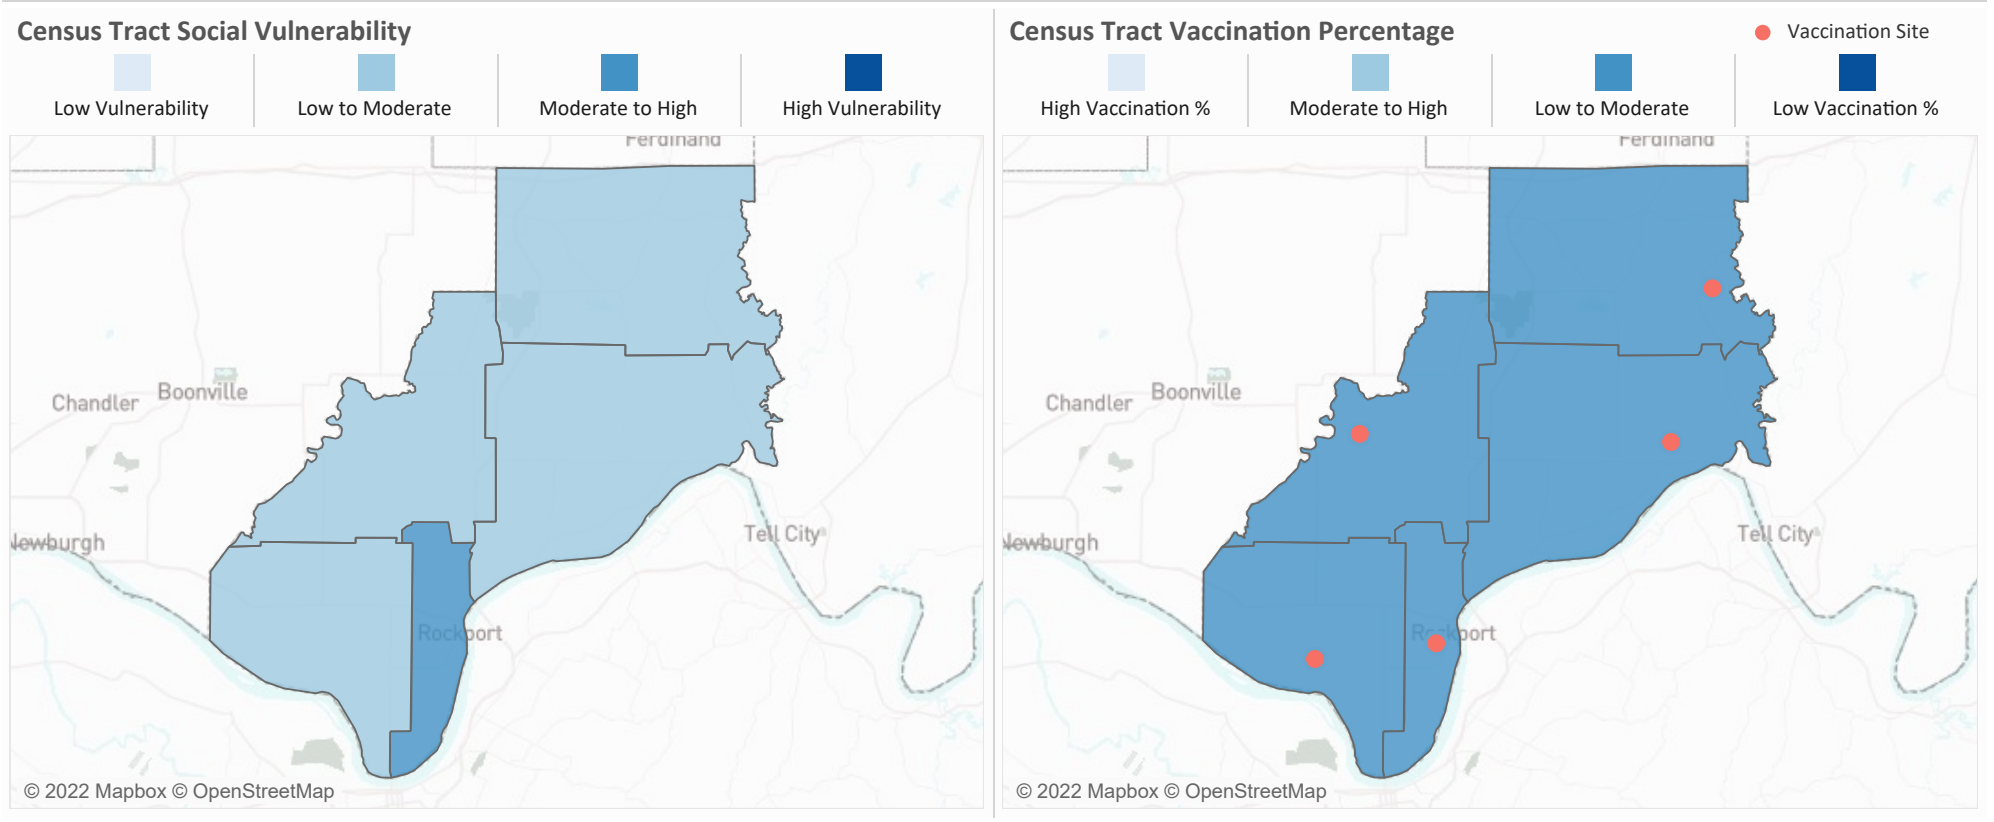 Census Tract Social Vulnerability
Low Vulnerability
Low to Moderate
Moderate to High
High Vulnerability
Ferdinand
Chandler
Boonville
Newburgh
Tell City
Rockport
© 2022 Mapbox © OpenStreetMap
Census Tract Vaccination Percentage
Vaccination Site
High Vaccination %
Moderate to High
Low to Moderate
Low Vaccination %
Ferdinand
Chandler
Boonville
Newburgh
Tell City
Rockport
© 2022 Mapbox © OpenStreetMap